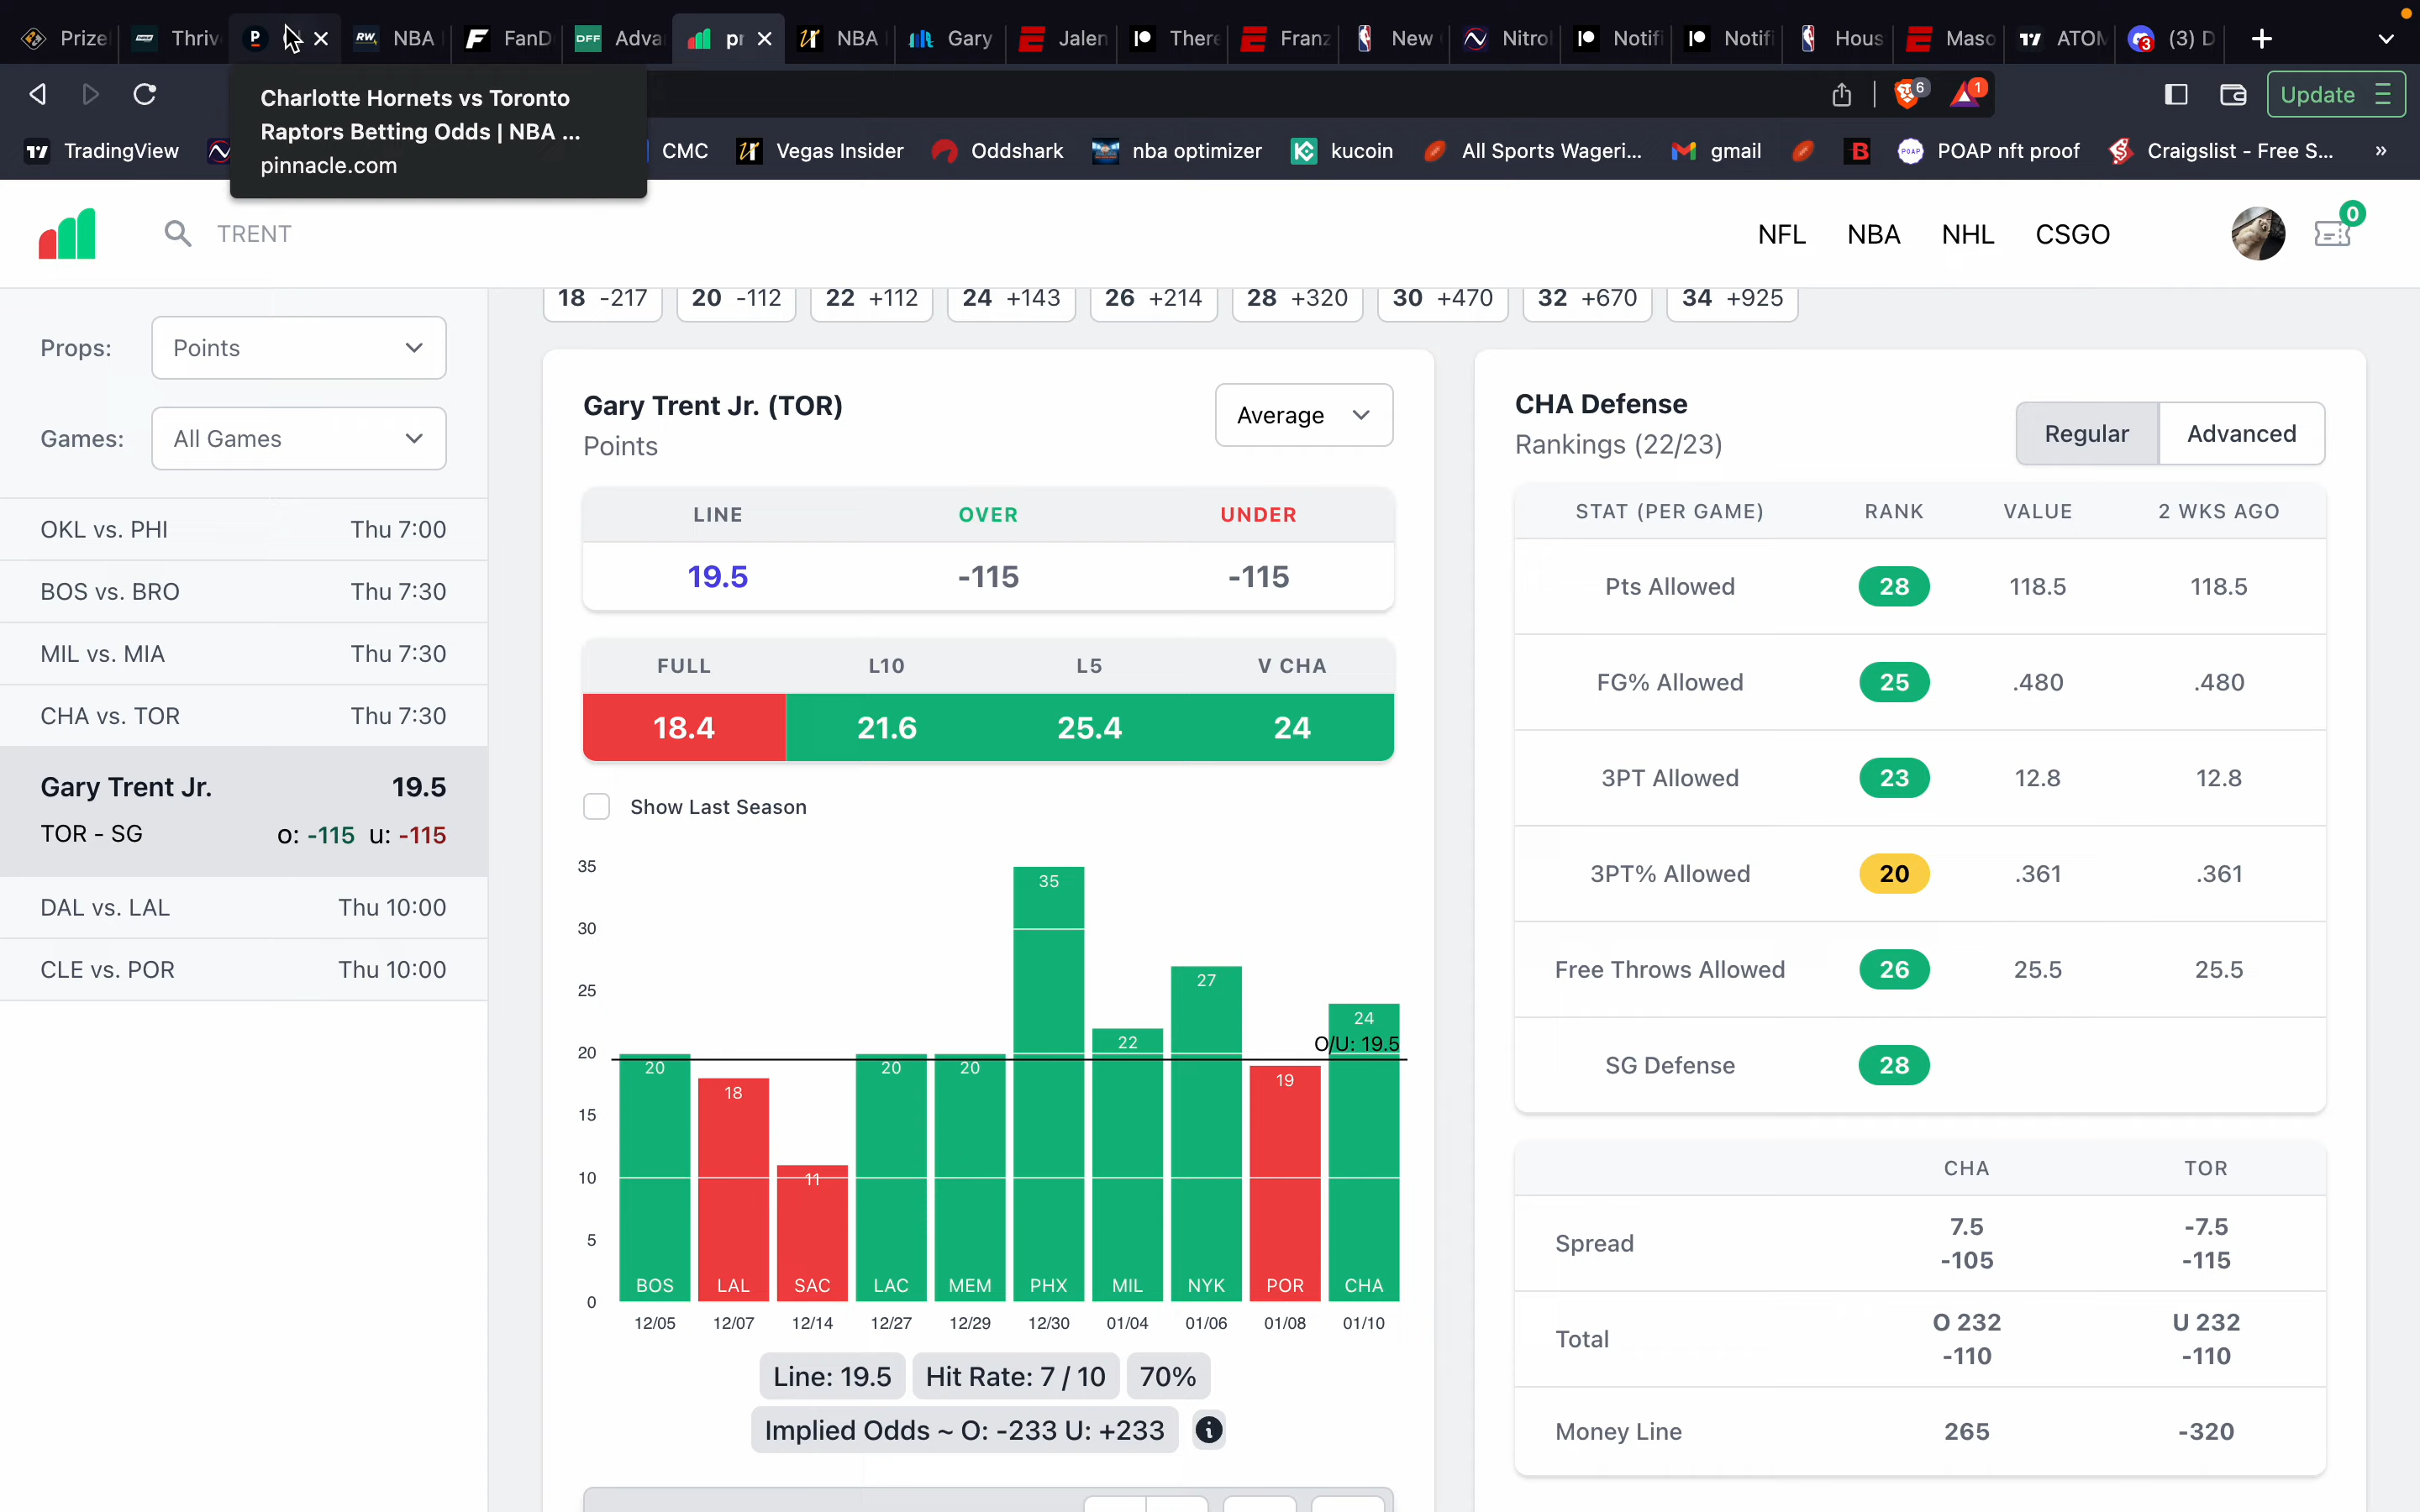 Prize
Thriv
NBA
FanD
DFF Adva
pr
NBA
Gary
Jalen
There
Franz
New
Nitro
Notifi
Notifi
Hous
Maso
ATOM
(3) D
Charlotte Hornets vs Toronto
Raptors Betting Odds | NBA ...
pinnacle.com
6
1
Update
TradingView
CMC
Vegas Insider
Oddshark
nba optimizer
kucoin
All Sports Wageri...
gmail
POAP nft proof
Craigslist - Free S...
»
TRENT
NFL
NBA
NHL
CSGO
0
Props:
Points
Games:
All Games
OKL vs. PHI Thu 7:00
BOS vs. BRO Thu 7:30
MIL vs. MIA Thu 7:30
CHA vs. TOR Thu 7:30
Gary Trent Jr. 19.5
TOR - SG o: -115 u: -115
DAL vs. LAL Thu 10:00
CLE vs. POR Thu 10:00
18 -217
20 -112
22 +112
24 +143
26 +214
28 +320
30 +470
32 +670
34 +925
Gary Trent Jr. (TOR)
Points
Average
LINE OVER UNDER
19.5 -115 -115
FULL L10 L5 V CHA
18.4 21.6 25.4 24
Show Last Season
35
30
25
20
15
10
5
0
20
18
11
20
20
35
22
27
19
24
O/U: 19.5
BOS LAL SAC LAC MEM PHX MIL NYK POR CHA
12/05 12/07 12/14 12/27 12/29 12/30 01/04 01/06 01/08 01/10
Line: 19.5 Hit Rate: 7 / 10 70%
Implied Odds ~ O: -233 U: +233
CHA Defense
Rankings (22/23)
Regular Advanced
STAT (PER GAME) RANK VALUE 2 WKS AGO
Pts Allowed 28 118.5 118.5
FG% Allowed 25 .480 .480
3PT Allowed 23 12.8 12.8
3PT% Allowed 20 .361 .361
Free Throws Allowed 26 25.5 25.5
SG Defense 28
CHA TOR
Spread 7.5 -7.5
-105 -115
Total O 232 U 232
-110 -110
Money Line 265 -320